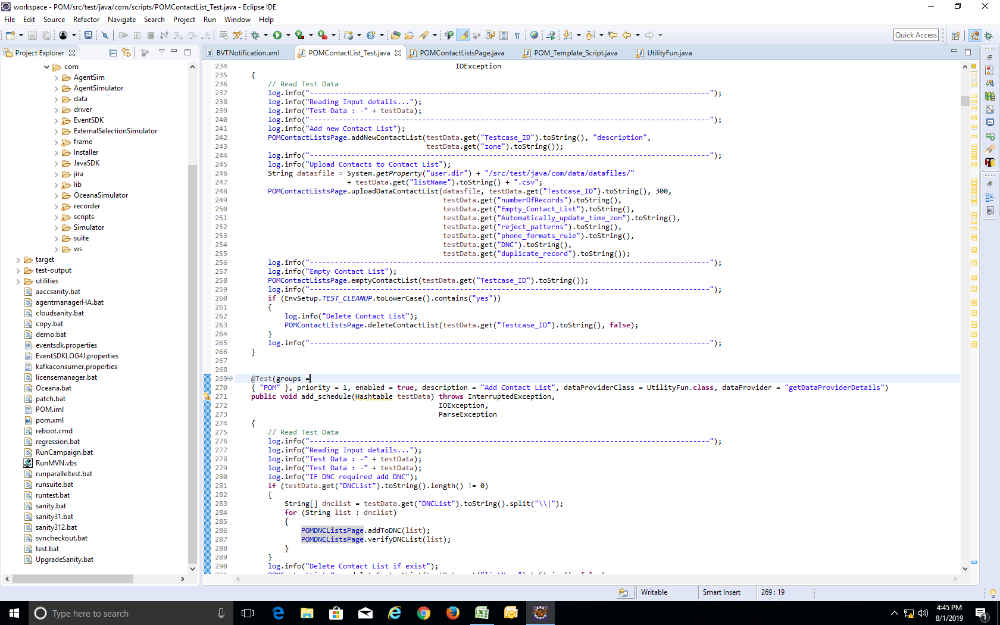 workspace - POM/src/test/java/com/scripts/POMContactList_Test.java - Eclipse IDE
File Edit Source Refactor Navigate Search Project Run Window Help
Quick Access
Project Explorer
BVTNotification.xml POMContactList_Test.java POMContactListsPage.java POM_Template_Script.java UtilityFun.java
com
AgentSim
AgentSimulator
data
driver
EventSDK
ExternalSelectionSimulator
frame
Installer
JavaSDK
jira
lib
OceanaSimulator
recorder
scripts
Simulator
suite
ws
target
test-output
utilities
aaccsanity.bat
agentmanagerHA.bat
cloudsanity.bat
copy.bat
demo.bat
eventsdk.properties
EventSDKLOG4J.properties
kafkaconsumer.properties
licensemanager.bat
Oceana.bat
patch.bat
POM.iml
pom.xml
reboot.cmd
regression.bat
RunCampaign.bat
RunMVN.vbs
runparalleltest.bat
runsuite.bat
runtest.bat
sanity.bat
sanity31.bat
sanity312.bat
svncheckout.bat
test.bat
UpgradeSanity.bat
234 IOException
235 {
236 // Read Test Data
237 log.info("------------------------------------------------------------------------------------------------");
238 log.info("Reading Input details...");
239 log.info("Test Data : -" + testData);
240 log.info("------------------------------------------------------------------------------------------------");
241 log.info("Add new Contact List");
242 POMContactListsPage.addNewContactList(testData.get("Testcase_ID").toString(), "description",
243 testData.get("zone").toString());
244 log.info("------------------------------------------------------------------------------------------------");
245 log.info("Upload Contacts to Contact List");
246 String datasfile = System.getProperty("user.dir") + "/src/test/java/com/data/datafiles/"
247 + testData.get("listName").toString() + ".csv";
248 POMContactListsPage.uploadDataContactList(datasfile, testData.get("Testcase_ID").toString(), 300,
249 testData.get("numberOfRecords").toString(),
250 testData.get("Empty_Contact_List").toString(),
251 testData.get("Automatically_update_time_zon").toString(),
252 testData.get("reject_patterns").toString(),
253 testData.get("phone_formats_rule").toString(),
254 testData.get("DNC").toString(),
255 testData.get("duplicate_record").toString());
256 log.info("------------------------------------------------------------------------------------------------");
257 log.info("Empty Contact List");
258 POMContactListsPage.emptyContactList(testData.get("Testcase_ID").toString());
259 log.info("------------------------------------------------------------------------------------------------");
260 if (EnvSetup.TEST_CLEANUP.toLowerCase().contains("yes"))
261 {
262 log.info("Delete Contact List");
263 POMContactListsPage.deleteContactList(testData.get("Testcase_ID").toString(), false);
264 }
265 log.info("------------------------------------------------------------------------------------------------");
266 }
267
268
269 @Test(groups =
270 { "POM" }, priority = 1, enabled = true, description = "Add Contact List", dataProviderClass = UtilityFun.class, dataProvider = "getDataProviderDetails")
271 public void add_schedule(Hashtable testData) throws InterruptedException,
272 IOException,
273 ParseException
274 {
275 // Read Test Data
276 log.info("------------------------------------------------------------------------------------------------");
277 log.info("Reading Input details...");
278 log.info("Test Data : -" + testData);
279 log.info("Test Data : -" + testData);
280 log.info("IF DNC required add DNC");
281 if (testData.get("DNCList").toString().length() != 0)
282 {
283 String[] dnclist = testData.get("DNCList").toString().split("\\|");
284 for (String list : dnclist)
285 {
286 POMDNCListsPage.addToDNC(list);
287 POMDNCListsPage.verifyDNCList(list);
288 }
289 }
290 log.info("Delete Contact List if exist");
Writable Smart Insert 269 : 19
Type here to search
4:45 PM
8/1/2019
1